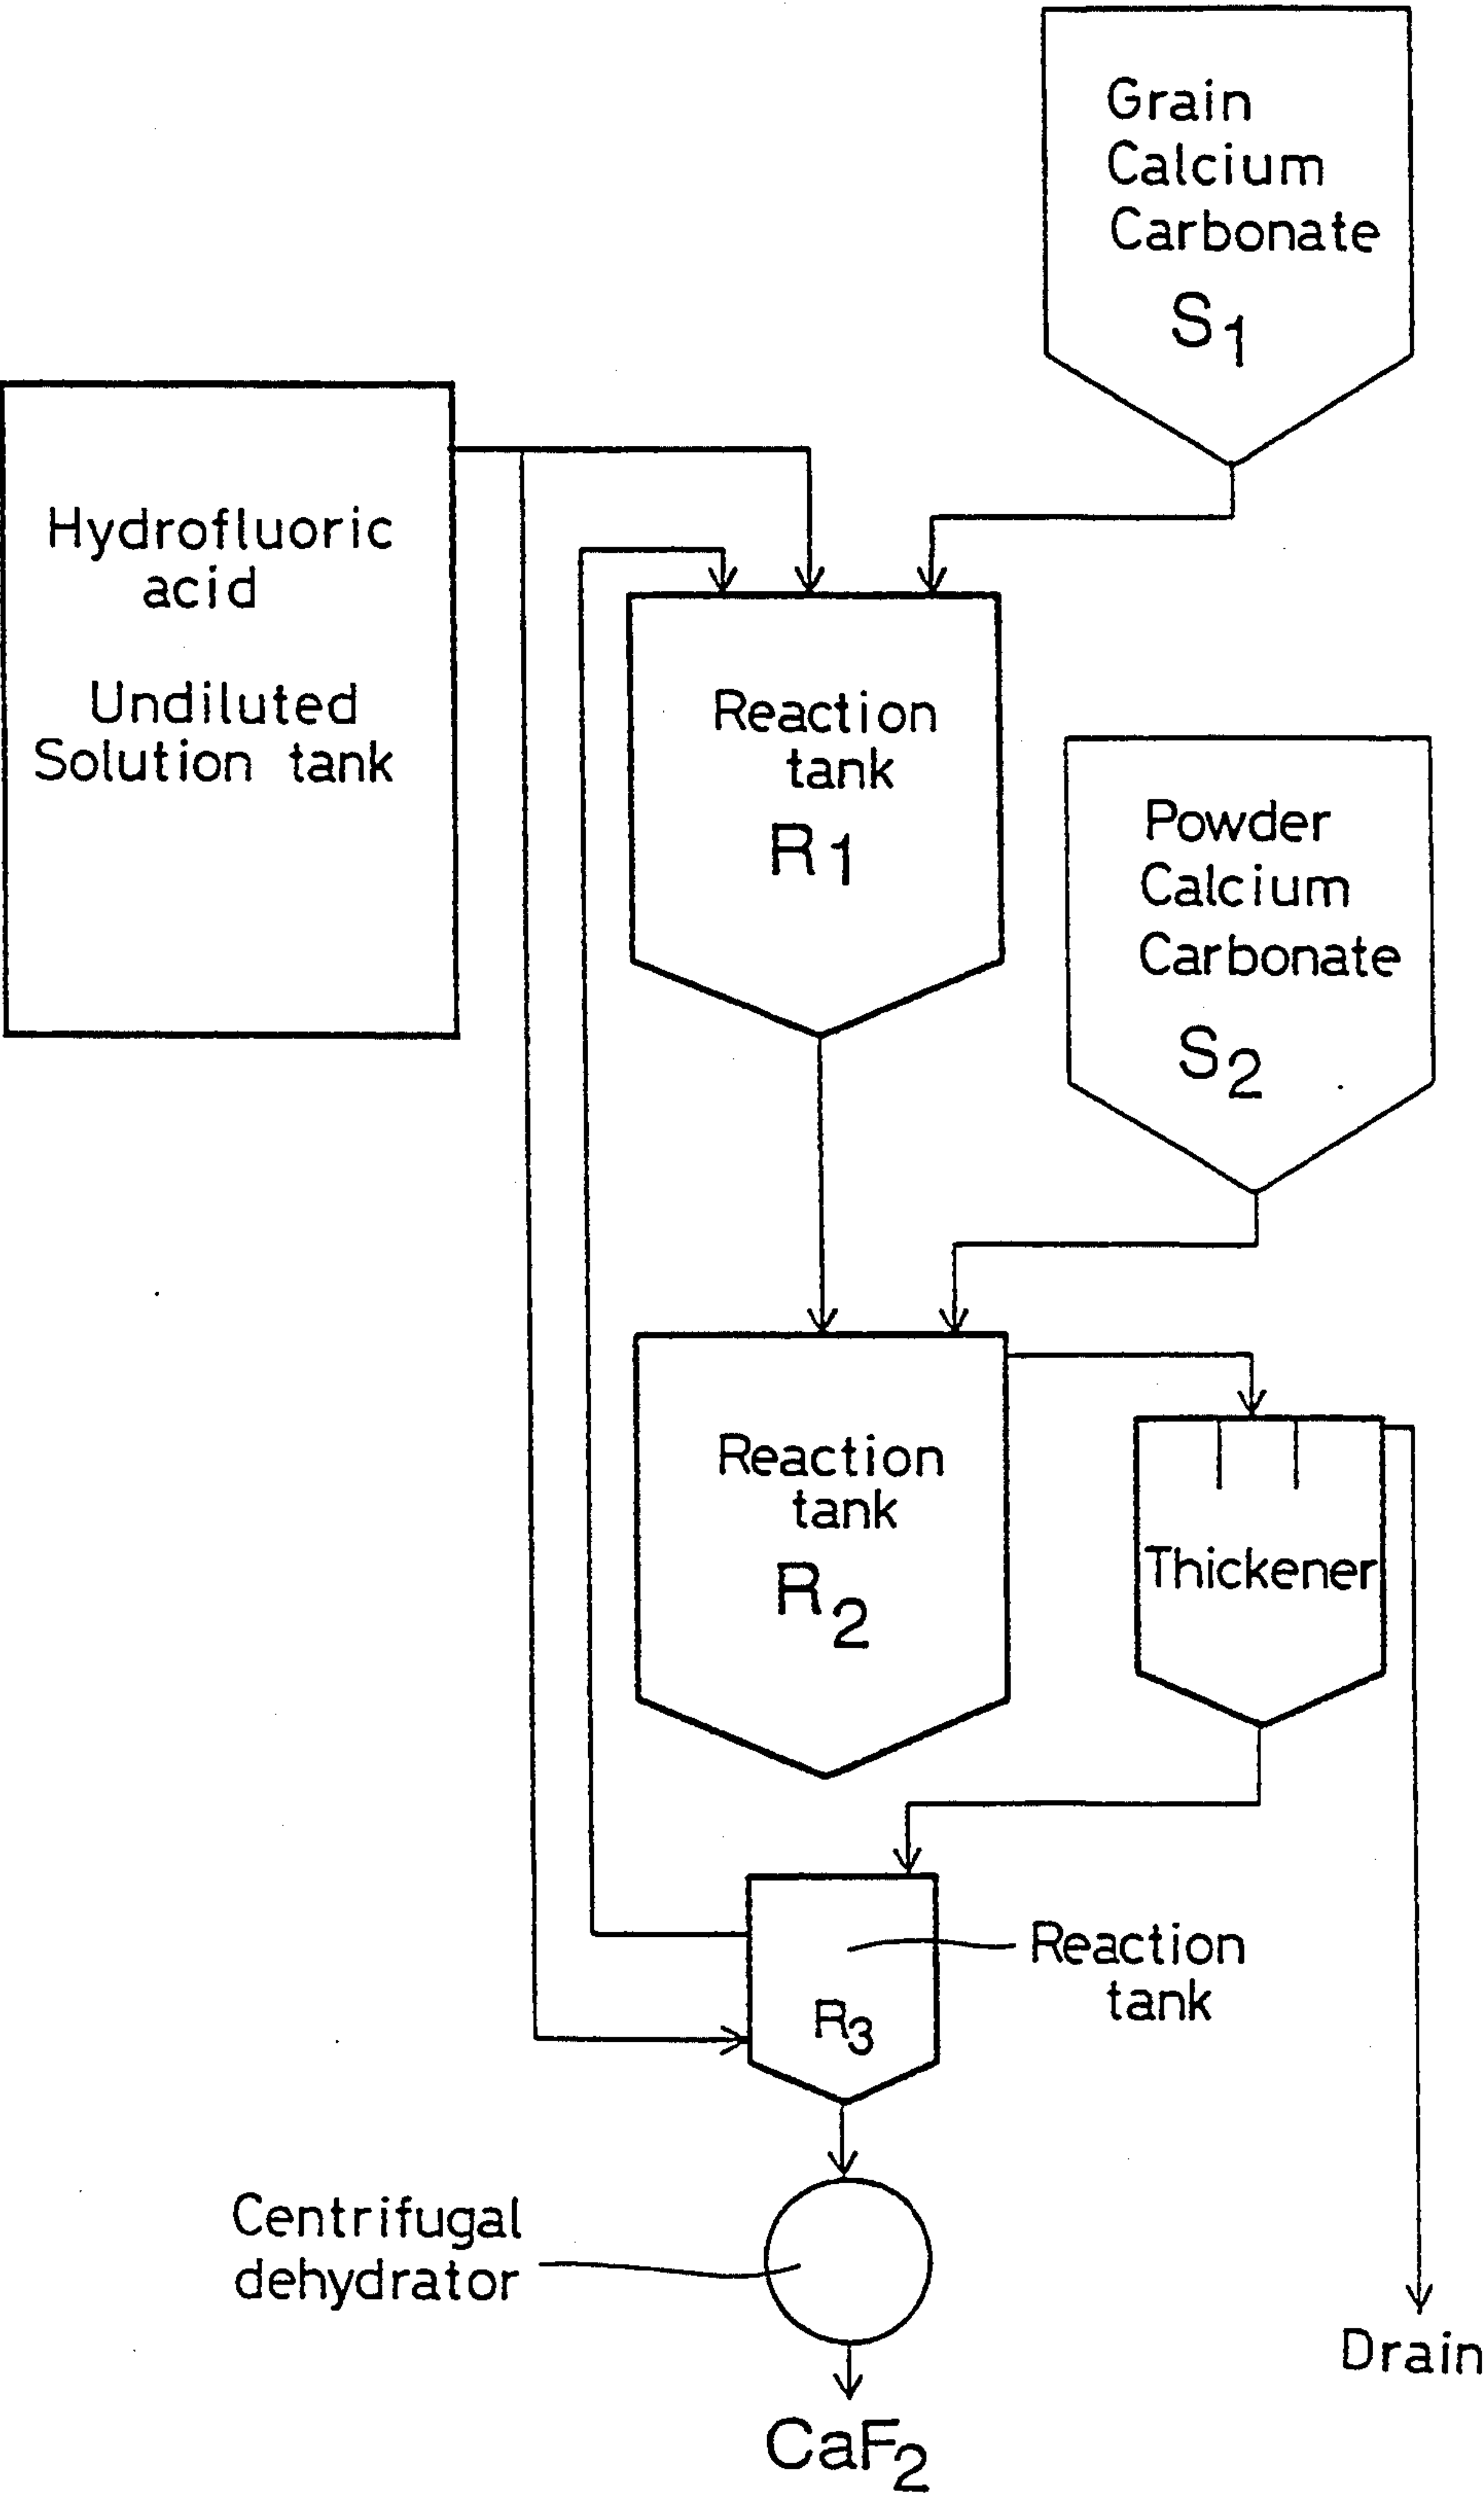 Grain
Calcium
Carbonate
S1
Hydrofluoric
acid
Undiluted
Solution tank
Reaction
tank
R1
Powder
Calcium
Carbonate
S2
Reaction
tank
R2
Thickener
Reaction
tank
R3
Centrifugal
dehydrator
Drain
CaF2